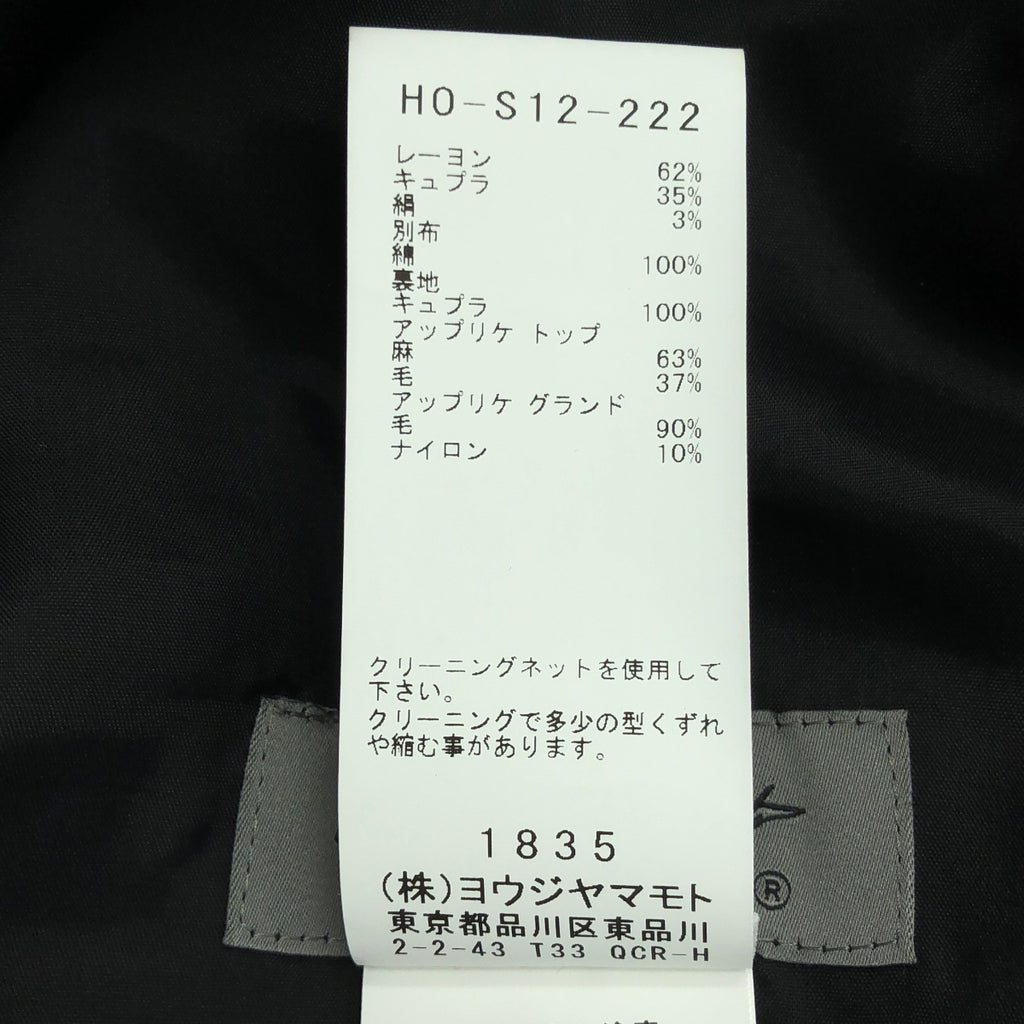 HO-S12-222
レーヨン 62%
キュプラ 35%
絹 3%
別布
綿 100%
裏地
キュプラ 100%
アップリケ トップ
麻 63%
毛 37%
アップリケ グランド
毛 90%
ナイロン 10%
クリーニングネットを使用して
下さい。
クリーニングで多少の型くずれ
や縮む事があります。
1835
(株)ヨウジヤマモト
東京都品川区東品川
2-2-43 T33 QCR-H
®